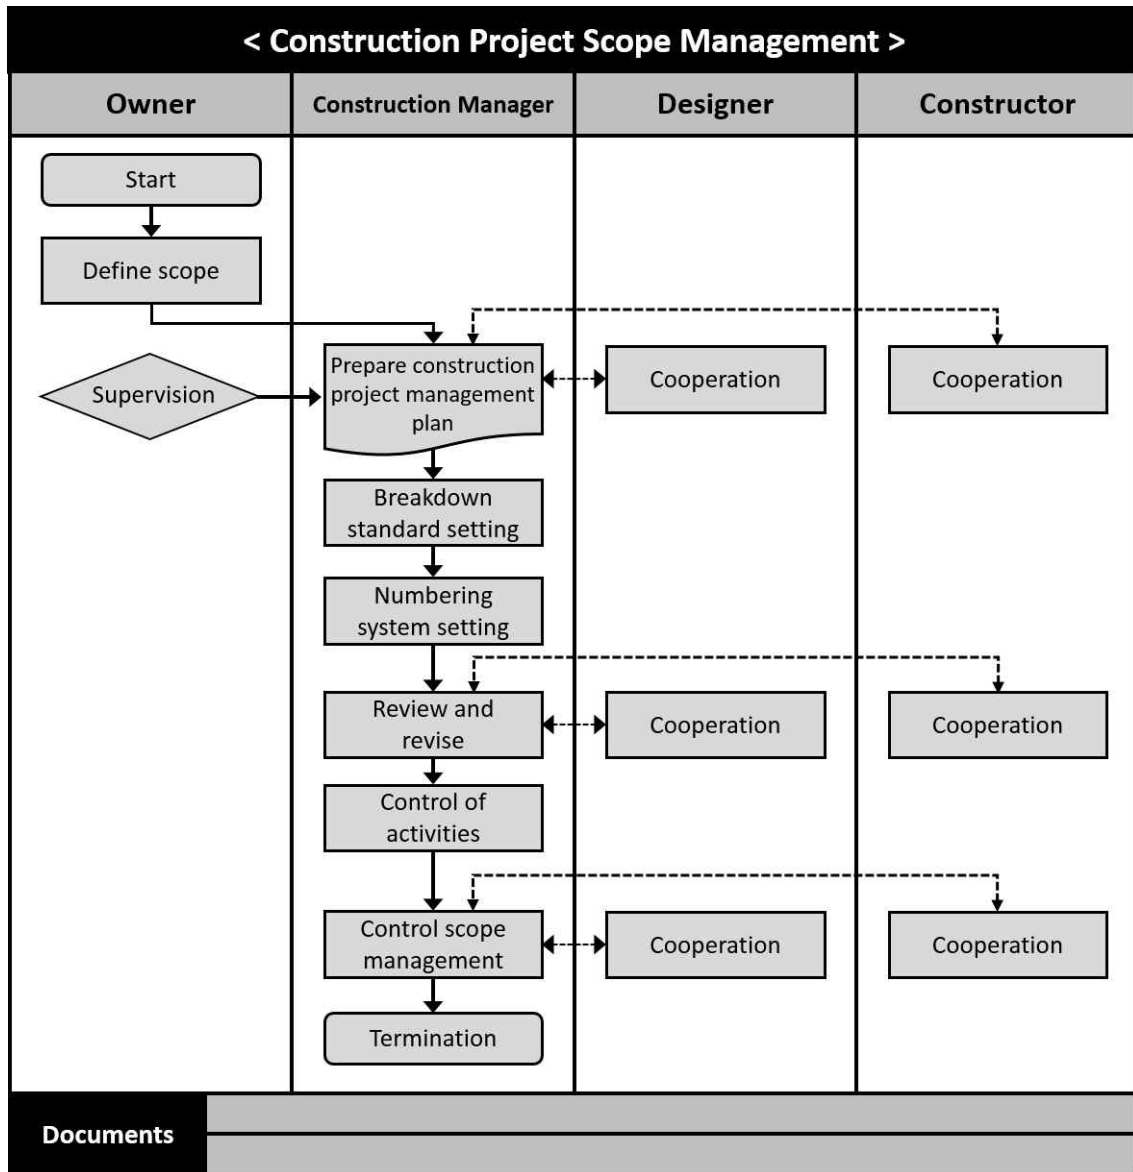 < Construction Project Scope Management >
Owner
Construction Manager
Designer
Constructor
Start
Define scope
Supervision
Prepare construction
project management
plan
Cooperation
Cooperation
Breakdown
standard setting
Numbering
system setting
Review and
revise
Cooperation
Cooperation
Control of
activities
Control scope
management
Cooperation
Cooperation
Termination
Documents